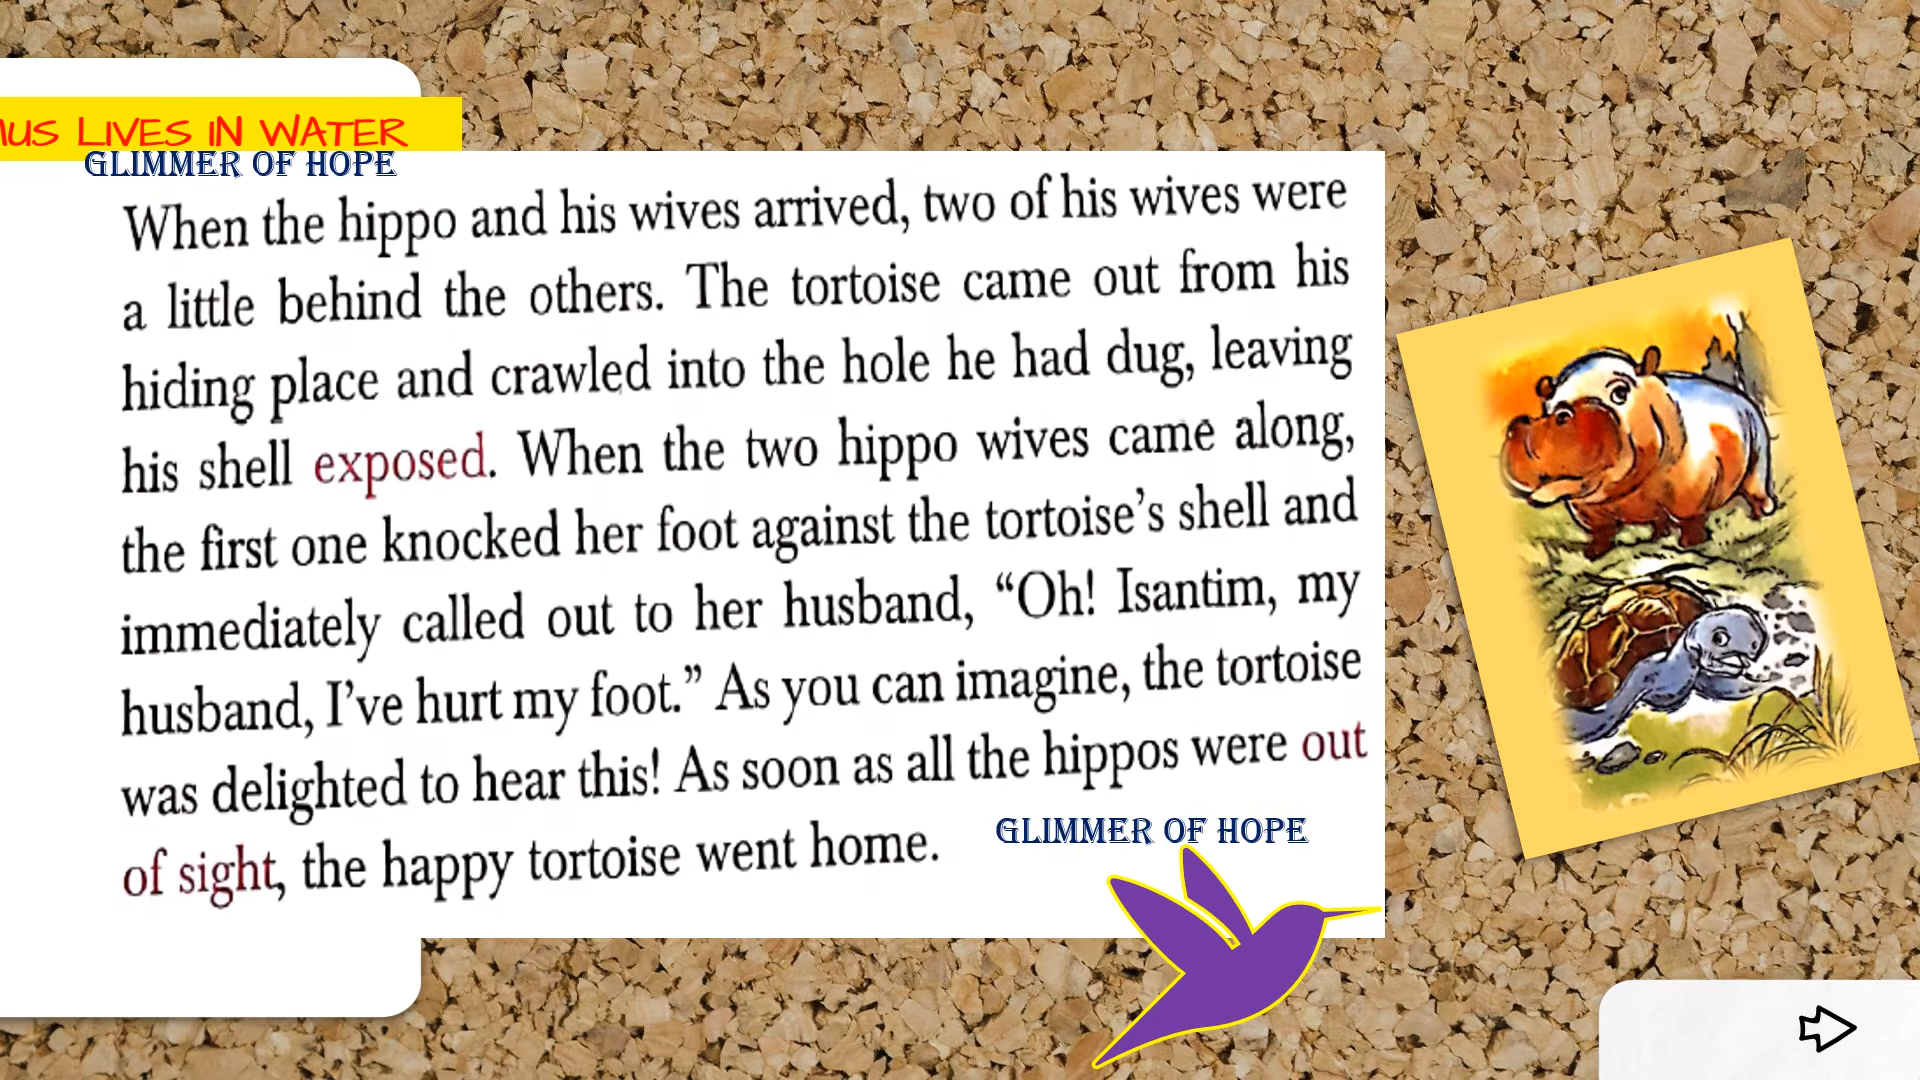 IUS LIVES IN WATER
GLIMMER OF HOPE
When the hippo and his wives arrived, two of his wives were
a little behind the others. The tortoise came out from his
hiding place and crawled into the hole he had dug, leaving
his shell exposed. When the two hippo wives came along,
the first one knocked her foot against the tortoise’s shell and
immediately called out to her husband, “Oh! Isantim, my
husband, I’ve hurt my foot.” As you can imagine, the tortoise
was delighted to hear this! As soon as all the hippos were out
of sight, the happy tortoise went home.
GLIMMER OF HOPE